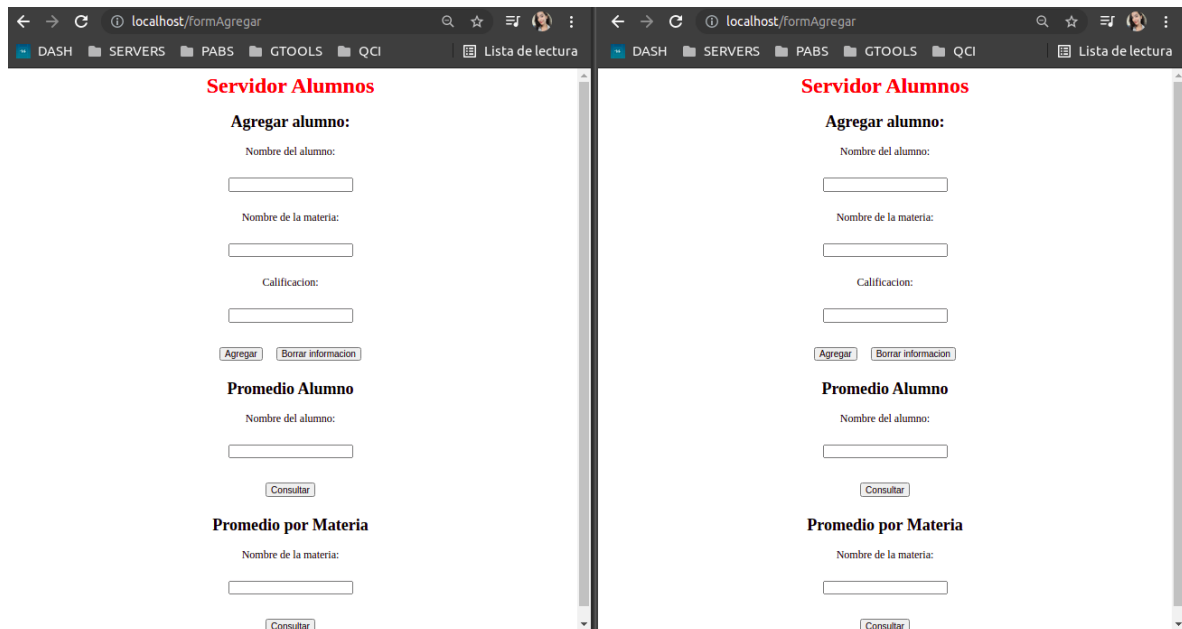 localhost/formAgregar
DASH SERVERS PABS GTOOLS QCI Lista de lectura
Servidor Alumnos
Agregar alumno:
Nombre del alumno:
Nombre de la materia:
Calificacion:
Agregar Borrar informacion
Promedio Alumno
Nombre del alumno:
Consultar
Promedio por Materia
Nombre de la materia:
Consultar
localhost/formAgregar
DASH SERVERS PABS GTOOLS QCI Lista de lectura
Servidor Alumnos
Agregar alumno:
Nombre del alumno:
Nombre de la materia:
Calificacion:
Agregar Borrar informacion
Promedio Alumno
Nombre del alumno:
Consultar
Promedio por Materia
Nombre de la materia:
Consultar